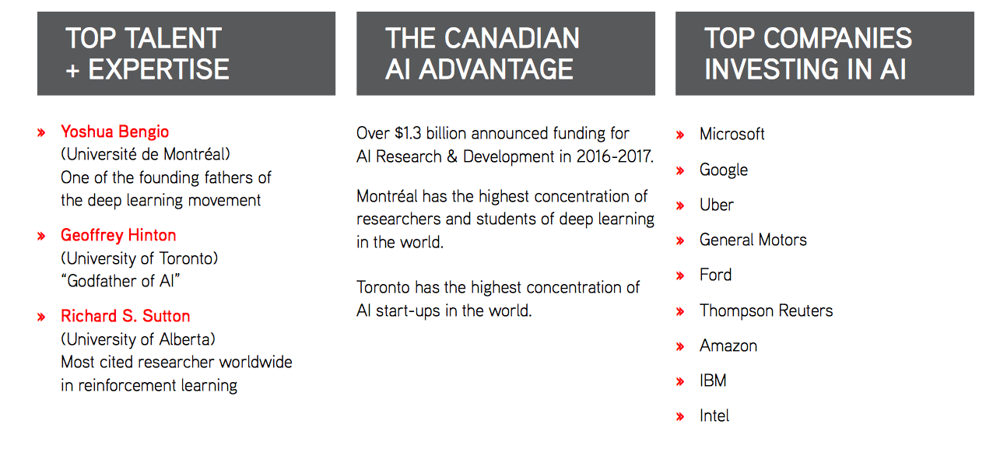 TOP TALENT
+ EXPERTISE
» Yoshua Bengio
(Université de Montréal)
One of the founding fathers of
the deep learning movement
» Geoffrey Hinton
(University of Toronto)
“Godfather of AI”
» Richard S. Sutton
(University of Alberta)
Most cited researcher worldwide
in reinforcement learning
THE CANADIAN
AI ADVANTAGE
Over $1.3 billion announced funding for
AI Research & Development in 2016-2017.
Montréal has the highest concentration of
researchers and students of deep learning
in the world.
Toronto has the highest concentration of
AI start-ups in the world.
TOP COMPANIES
INVESTING IN AI
» Microsoft
» Google
» Uber
» General Motors
» Ford
» Thompson Reuters
» Amazon
» IBM
» Intel